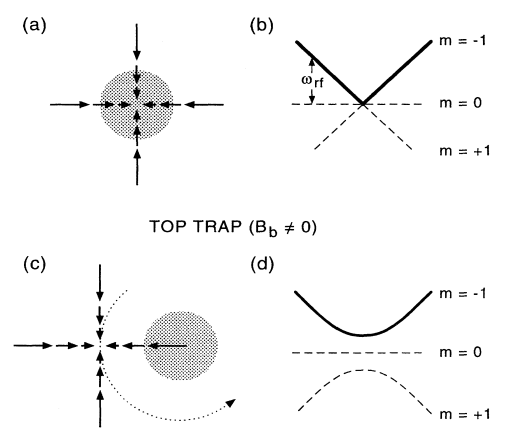 (a)
(b)
m = -1
ω_rf
m = 0
m = +1
TOP TRAP (B_b ≠ 0)
(c)
(d)
m = -1
m = 0
m = +1